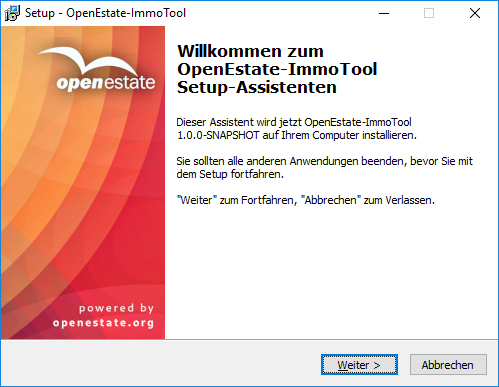 Setup - OpenEstate-ImmoTool
openestate
Willkommen zum
OpenEstate-ImmoTool
Setup-Assistenten
Dieser Assistent wird jetzt OpenEstate-ImmoTool
1.0.0-SNAPSHOT auf Ihrem Computer installieren.
Sie sollten alle anderen Anwendungen beenden, bevor Sie mit
dem Setup fortfahren.
"Weiter" zum Fortfahren, "Abbrechen" zum Verlassen.
powered by
openestate.org
Weiter >
Abbrechen